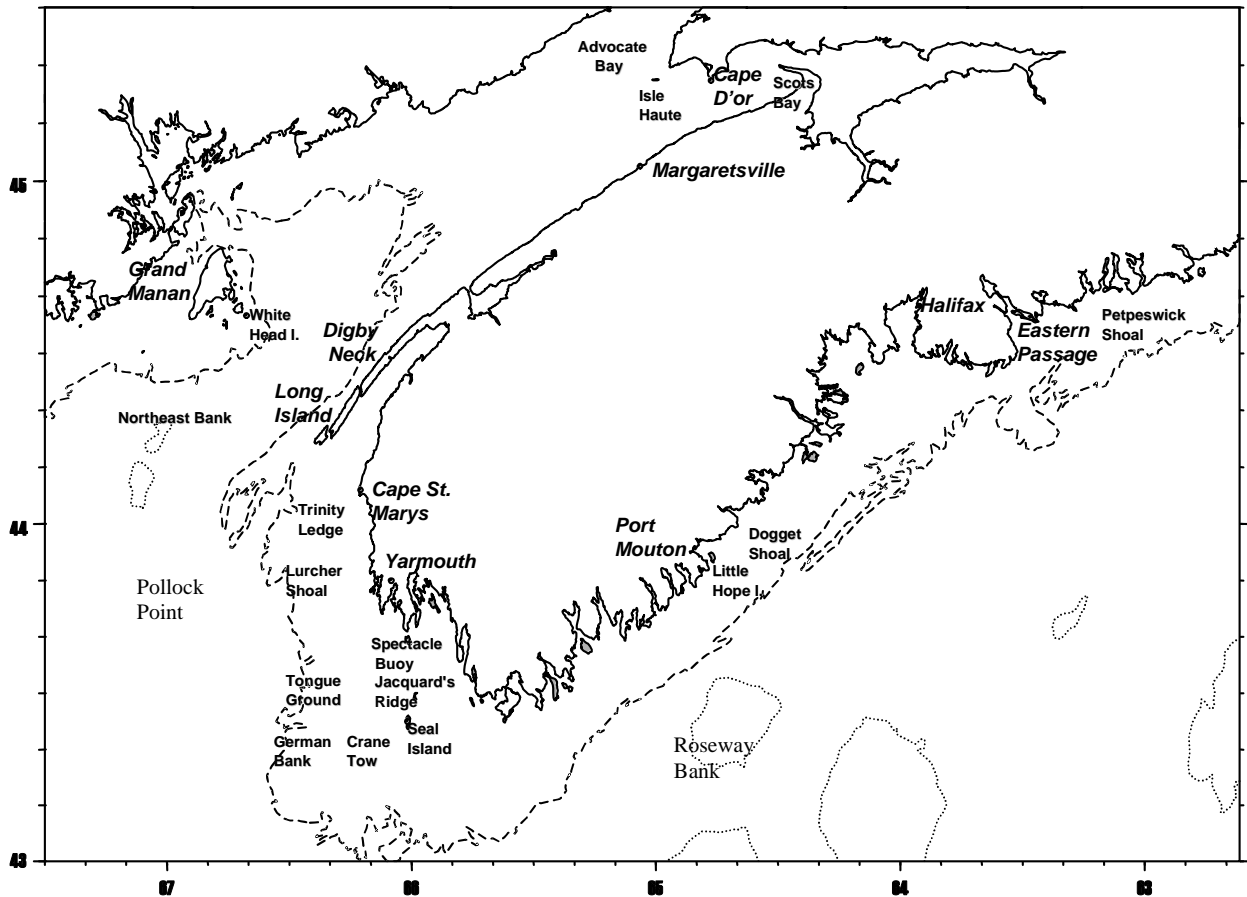 Advocate
Bay
Cape
D'or
Isle
Haute
Scots
Bay
45
Margaretsville
Grand
Manan
White
Head I.
Digby
Neck
Halifax
Eastern
Passage
Petpeswick
Shoal
Long
Island
Northeast Bank
Cape St.
Marys
Trinity
Ledge
44
Port
Mouton
Dogget
Shoal
Yarmouth
Lurcher
Shoal
Little
Hope I.
Pollock
Point
Spectacle
Buoy
Jacquard's
Ridge
Tongue
Ground
Seal
Island
German
Bank
Crane
Tow
Roseway
Bank
43
67
66
65
64
63